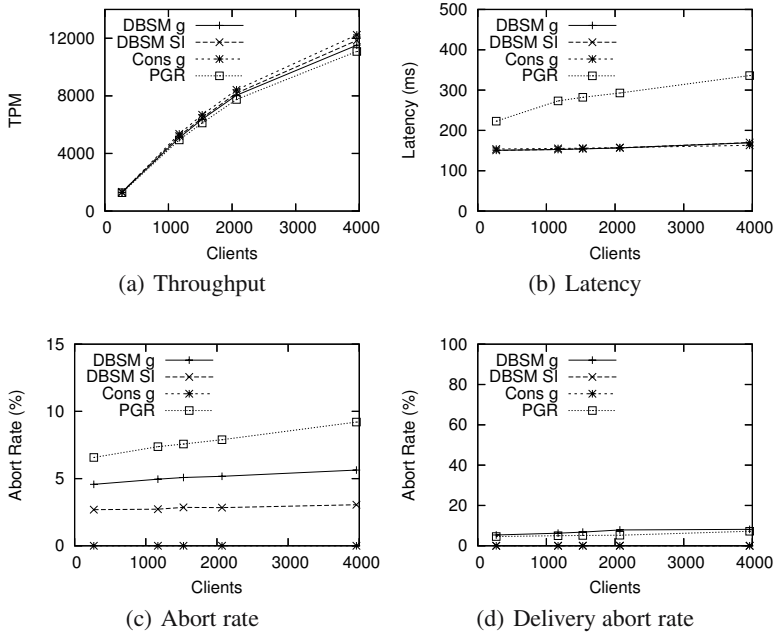 DBSM g
DBSM SI
Cons g
PGR
12000
8000
4000
0
TPM
0 1000 2000 3000 4000
Clients
(a) Throughput
DBSM g
DBSM SI
Cons g
PGR
500
400
300
200
100
0
Latency (ms)
0 1000 2000 3000 4000
Clients
(b) Latency
DBSM g
DBSM SI
Cons g
PGR
15
10
5
0
Abort Rate (%)
0 1000 2000 3000 4000
Clients
(c) Abort rate
DBSM g
DBSM SI
Cons g
PGR
100
80
60
40
20
0
Abort Rate (%)
0 1000 2000 3000 4000
Clients
(d) Delivery abort rate